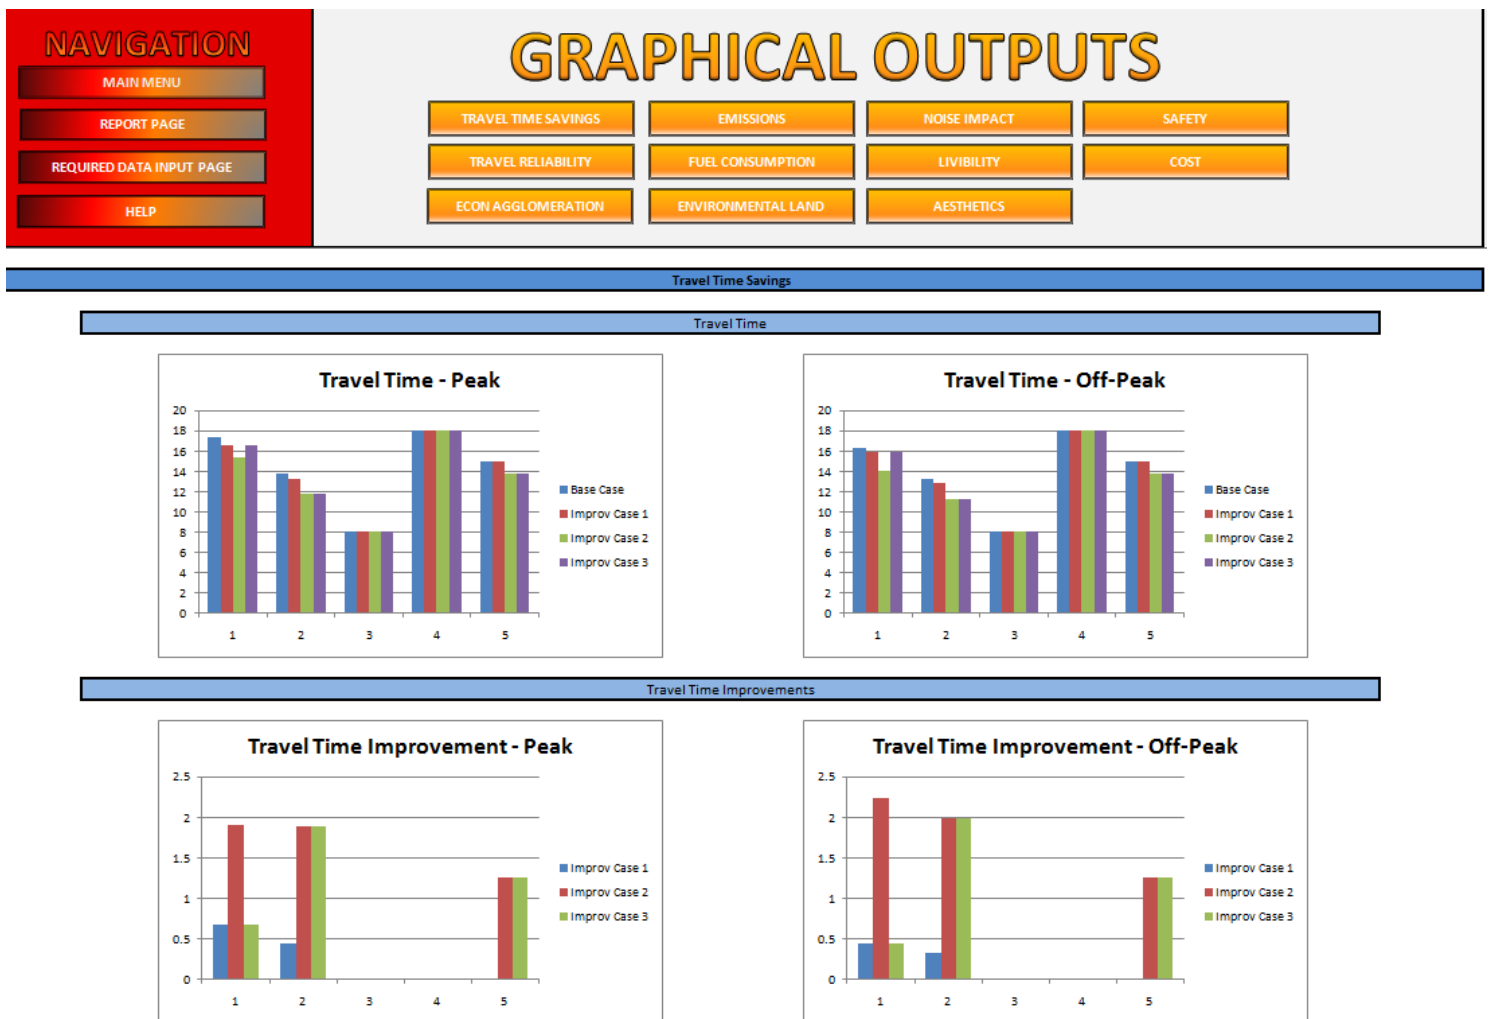 NAVIGATION
MAIN MENU
REPORT PAGE
REQUIRED DATA INPUT PAGE
HELP
GRAPHICAL OUTPUTS
TRAVEL TIME SAVINGS EMISSIONS NOISE IMPACT SAFETY
TRAVEL RELIABILITY FUEL CONSUMPTION LIVIBILITY COST
ECON AGGLOMERATION ENVIRONMENTAL LAND AESTHETICS
Travel Time Savings
Travel Time
Travel Time - Peak
20
18
16
14
12
10
8
6
4
2
0
1 2 3 4 5
Base Case
Improv Case 1
Improv Case 2
Improv Case 3
Travel Time - Off-Peak
20
18
16
14
12
10
8
6
4
2
0
1 2 3 4 5
Base Case
Improv Case 1
Improv Case 2
Improv Case 3
Travel Time Improvements
Travel Time Improvement - Peak
2.5
2
1.5
1
0.5
0
1 2 3 4 5
Improv Case 1
Improv Case 2
Improv Case 3
Travel Time Improvement - Off-Peak
2.5
2
1.5
1
0.5
0
1 2 3 4 5
Improv Case 1
Improv Case 2
Improv Case 3